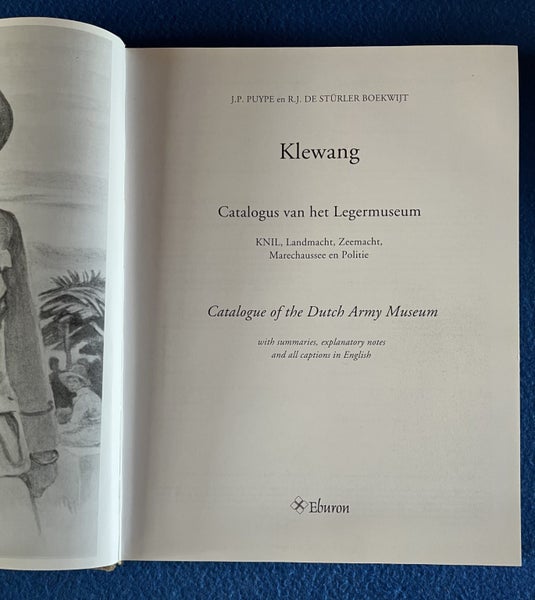 J.P. PUYPE en R.J. DE STÜRLER BOEKWIJT
Klewang
Catalogus van het Legermuseum
KNIL, Landmacht, Zeemacht,
Marechaussee en Politie
Catalogue of the Dutch Army Museum
with summaries, explanatory notes
and all captions in English
Eburon